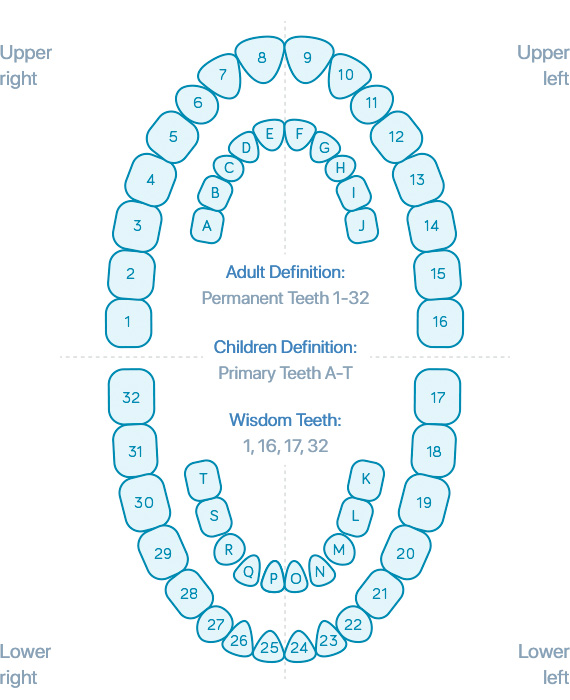 Upper right
Upper left
8 9
7 10
6 11
5 12
4 13
3 14
2 15
1 16
E F
D G
C H
B I
A J
Adult Definition:
Permanent Teeth 1-32
Children Definition:
Primary Teeth A-T
Wisdom Teeth:
1, 16, 17, 32
32 17
31 18
30 19
29 20
28 21
27 22
26 25 24 23
T K
S L
R M
Q P O N
Lower right
Lower left